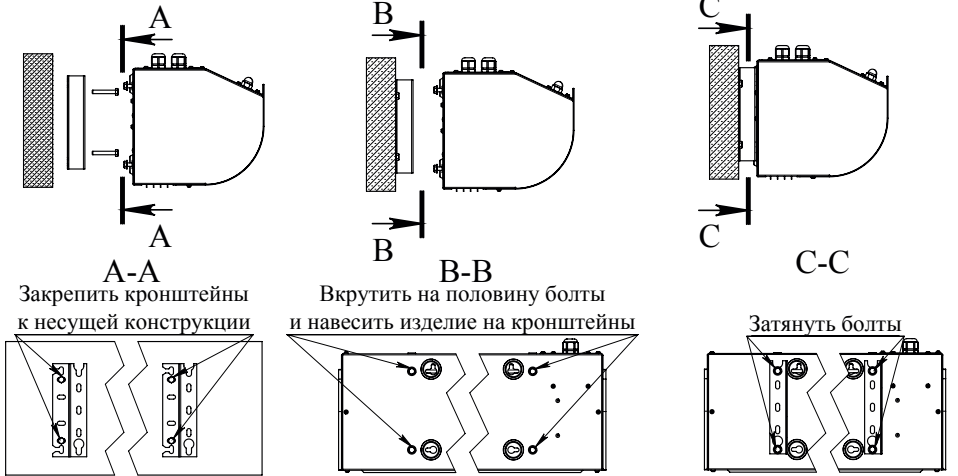 A
B
C
A
B
C
A-A
B-B
C-C
Закрепить кронштейны
к несущей конструкции
Вкрутить на половину болты
и навесить изделие на кронштейны
Затянуть болты